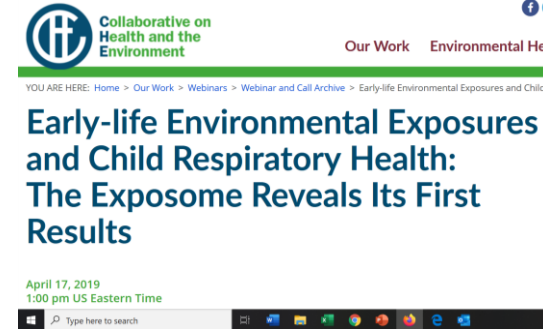 CHE
Collaborative on
Health and the
Environment
f
Our Work Environmental He
YOU ARE HERE: Home > Our Work > Webinars > Webinar and Call Archive > Early-life Environmental Exposures and Chil
Early-life Environmental Exposures
and Child Respiratory Health:
The Exposome Reveals Its First
Results
April 17, 2019
1:00 pm US Eastern Time
Type here to search